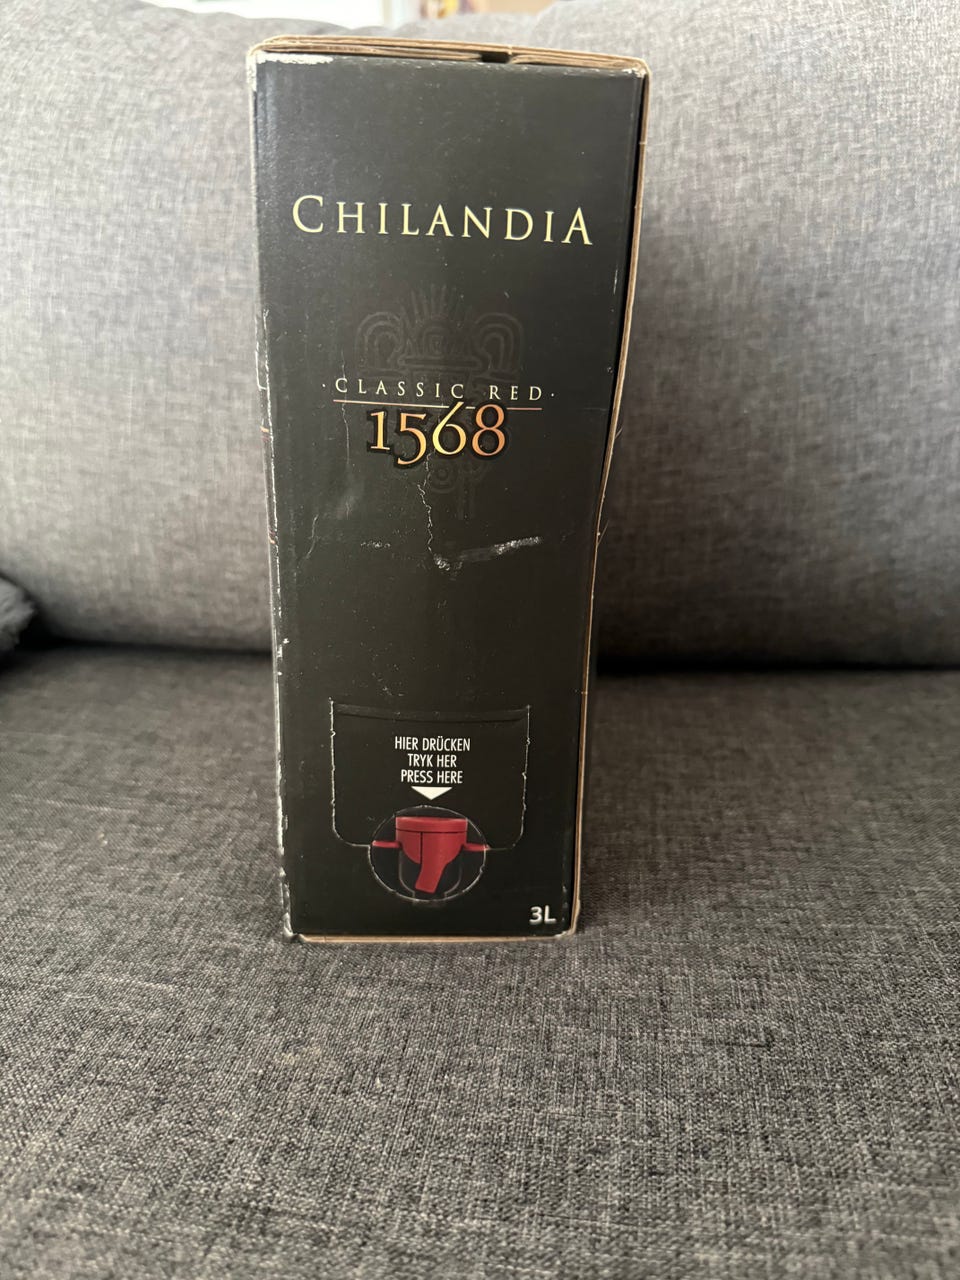 CHILANDIA
·CLASSIC RED·
1568
HIER DRÜCKEN
TRYK HER
PRESS HERE
3L